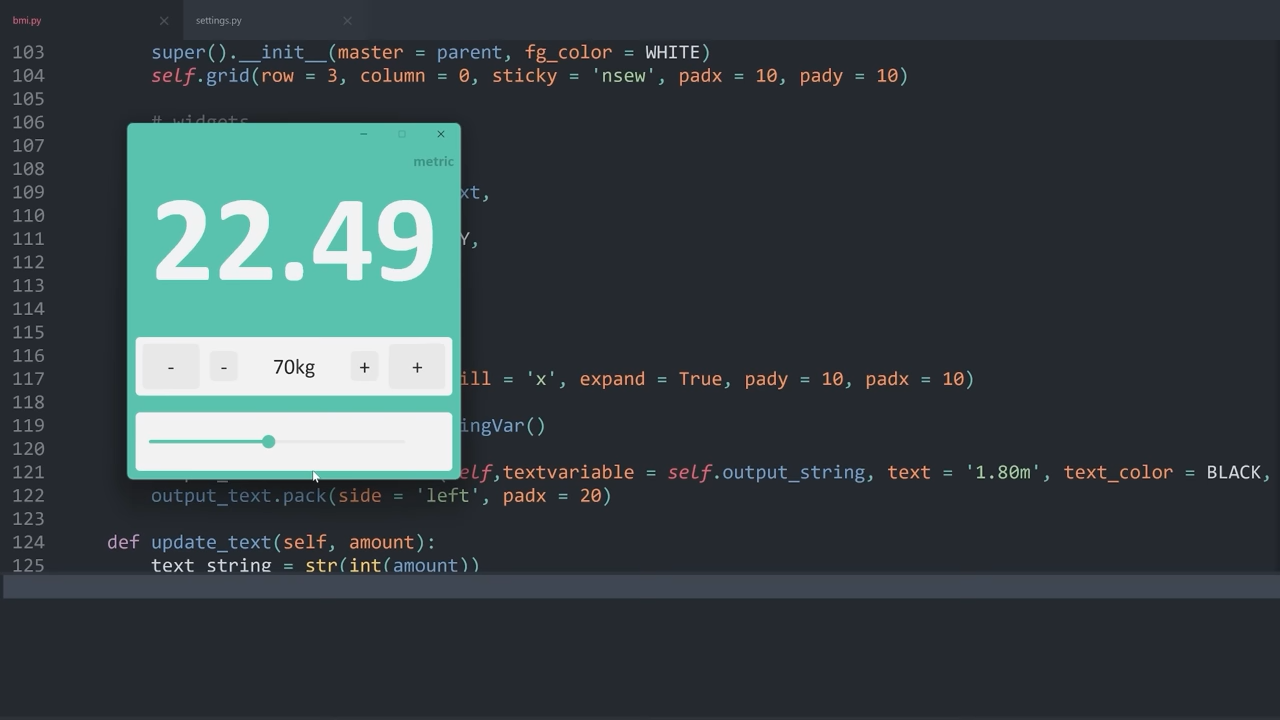 bmi.py settings.py
103 super().__init__(master = parent, fg_color = WHITE)
104 self.grid(row = 3, column = 0, sticky = 'nsew', padx = 10, pady = 10)
105
106 # widgets
107
108
109 xt,
110
111 Y,
112
113
114
115
116
117 ill = 'x', expand = True, pady = 10, padx = 10)
118
119 ingVar()
120
121 elf,textvariable = self.output_string, text = '1.80m', text_color = BLACK,
122 output_text.pack(side = 'left', padx = 20)
123
124 def update_text(self, amount):
125 text_string = str(int(amount))
metric
22.49
- - 70kg + +